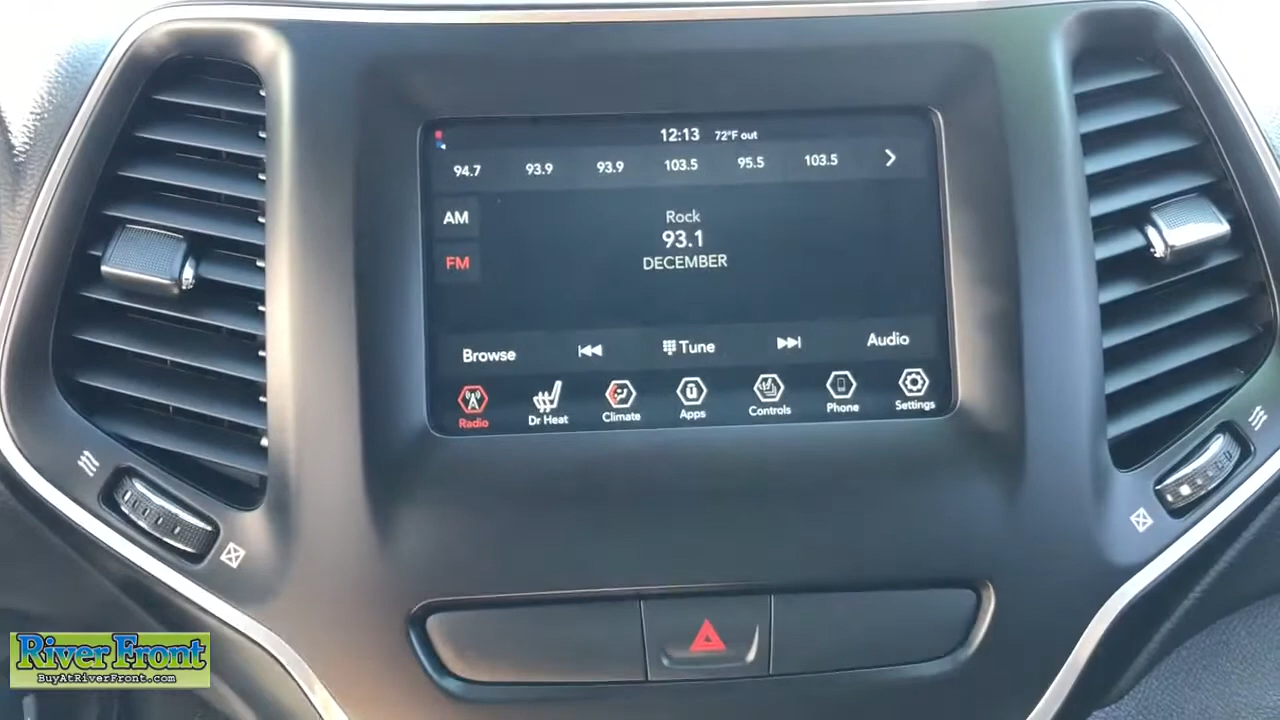 12:13 72°F out
94.7 93.9 93.9 103.5 95.5 103.5
AM
Rock
93.1
FM
DECEMBER
Browse Tune Audio
Radio Dr Heat Climate Apps Controls Phone Settings
River Front
BuyAtRiverFront.com